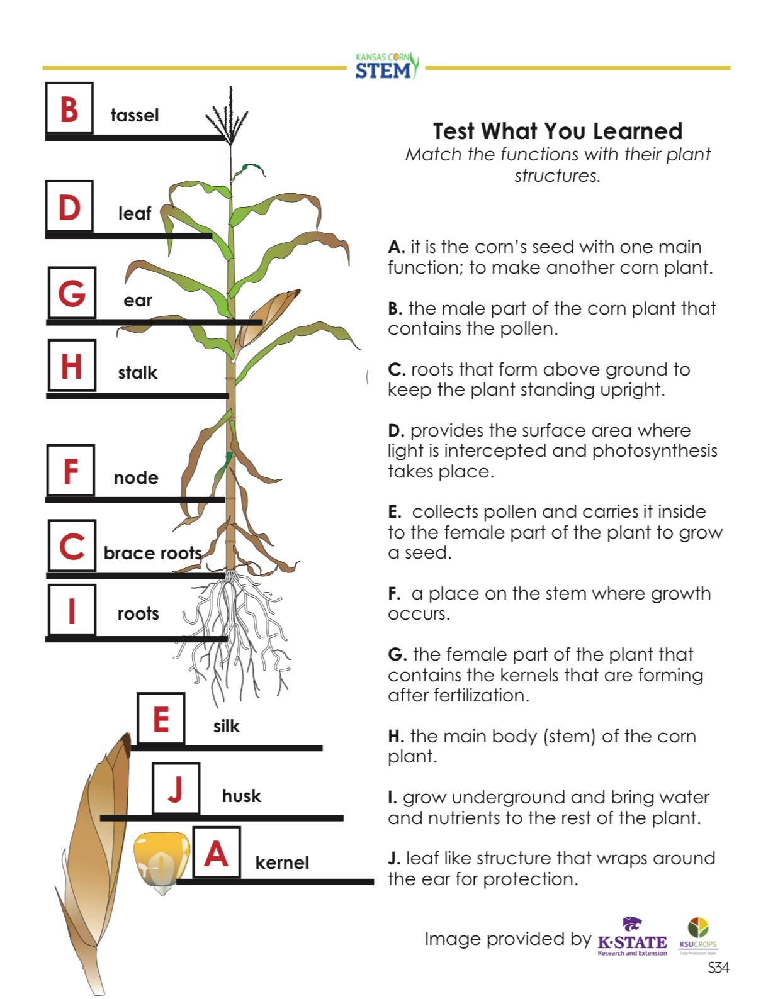 KANSAS CORN
STEM
B
tassel
D
leaf
G
ear
H
stalk
F
node
C
brace roots
I
roots
E
silk
J
husk
A
kernel
Test What You Learned
Match the functions with their plant
structures.
A. it is the corn’s seed with one main
function; to make another corn plant.
B. the male part of the corn plant that
contains the pollen.
C. roots that form above ground to
keep the plant standing upright.
D. provides the surface area where
light is intercepted and photosynthesis
takes place.
E. collects pollen and carries it inside
to the female part of the plant to grow
a seed.
F. a place on the stem where growth
occurs.
G. the female part of the plant that
contains the kernels that are forming
after fertilization.
H. the main body (stem) of the corn
plant.
I. grow underground and bring water
and nutrients to the rest of the plant.
J. leaf like structure that wraps around
the ear for protection.
Image provided by
K-STATE
Research and Extension
KSUCROPS
Crop Production Team
S34